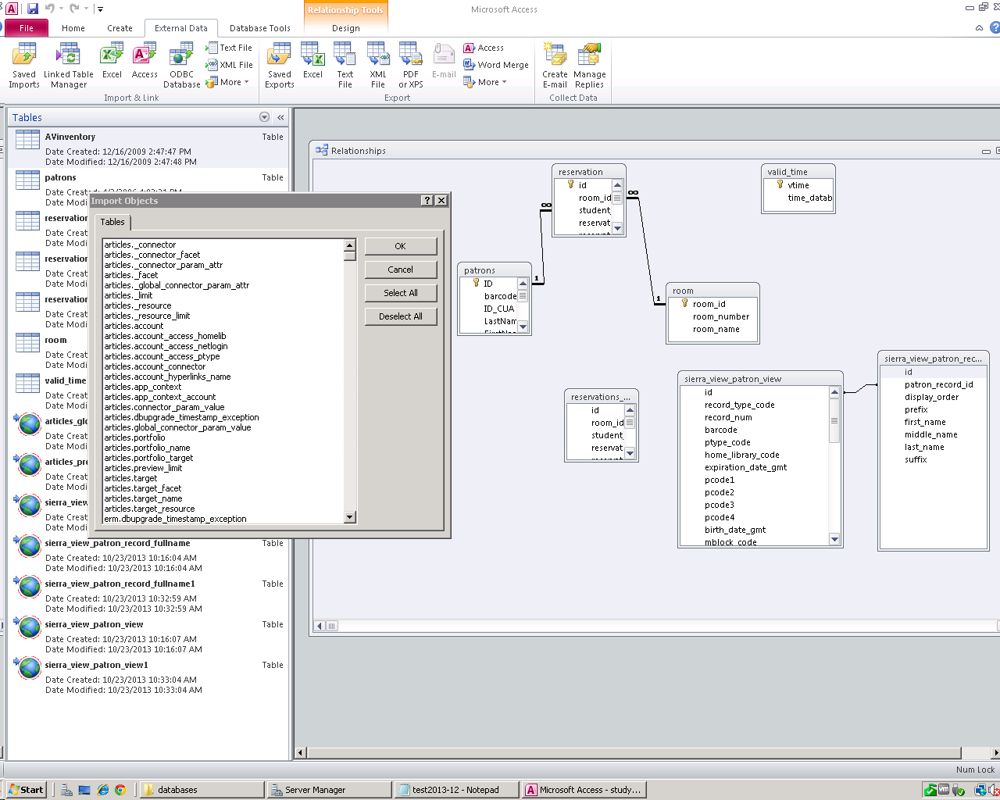 Relationship Tools
Microsoft Access
File
Home
Create
External Data
Database Tools
Design
Saved Imports
Linked Table Manager
Excel
Access
ODBC Database
Text File
XML File
More
Import & Link
Saved Exports
Excel
Text File
XML File
PDF or XPS
E-mail
Access
Word Merge
More
Export
Create E-mail
Manage Replies
Collect Data
Tables
AVinventory Table
Date Created: 12/16/2009 2:47:47 PM
Date Modified: 12/16/2009 2:47:48 PM
patrons Table
reservation
Date Crea
Date Modi
reservation
Date Crea
Date Modi
reservation
Date Crea
Date Modi
room
Date Crea
Date Modi
valid_time
Date Crea
Date Modi
articles_glo
Date Crea
Date Modi
articles_pre
Date Crea
Date Modi
sierra_view
Date Crea
Date Modi
sierra_view_patron_record_fullname Table
Date Created: 10/23/2013 10:16:04 AM
Date Modified: 10/23/2013 10:16:04 AM
sierra_view_patron_record_fullname1 Table
Date Created: 10/23/2013 10:32:59 AM
Date Modified: 10/23/2013 10:32:59 AM
sierra_view_patron_view Table
Date Created: 10/23/2013 10:16:07 AM
Date Modified: 10/23/2013 10:16:07 AM
sierra_view_patron_view1 Table
Date Created: 10/23/2013 10:33:04 AM
Date Modified: 10/23/2013 10:33:04 AM
Import Objects
Tables
articles._connector
articles._connector_facet
articles._connector_param_attr
articles._facet
articles._global_connector_param_attr
articles._limit
articles._resource
articles._resource_limit
articles.account
articles.account_access_homelib
articles.account_access_netlogin
articles.account_access_ptype
articles.account_connector
articles.account_hyperlinks_name
articles.app_context
articles.app_context_account
articles.connector_param_value
articles.dbupgrade_timestamp_exception
articles.global_connector_param_value
articles.portfolio
articles.portfolio_name
articles.portfolio_target
articles.preview_limit
articles.target
articles.target_facet
articles.target_name
articles.target_resource
erm.dbupgrade_timestamp_exception
OK
Cancel
Select All
Deselect All
Relationships
reservation
id
room_id
student_
reservat
valid_time
vtime
time_datab
patrons
ID
barcode
ID_CUA
LastNam
FirstNam
1
∞
∞
1
room
room_id
room_number
room_name
reservations_...
id
room_id
student_
reservat
sierra_view_patron_view
id
record_type_code
record_num
barcode
ptype_code
home_library_code
expiration_date_gmt
pcode1
pcode2
pcode3
pcode4
birth_date_gmt
mblock_code
sierra_view_patron_rec...
id
patron_record_id
display_order
prefix
first_name
middle_name
last_name
suffix
Num Lock
Start
databases
Server Manager
test2013-12 - Notepad
Microsoft Access - study...